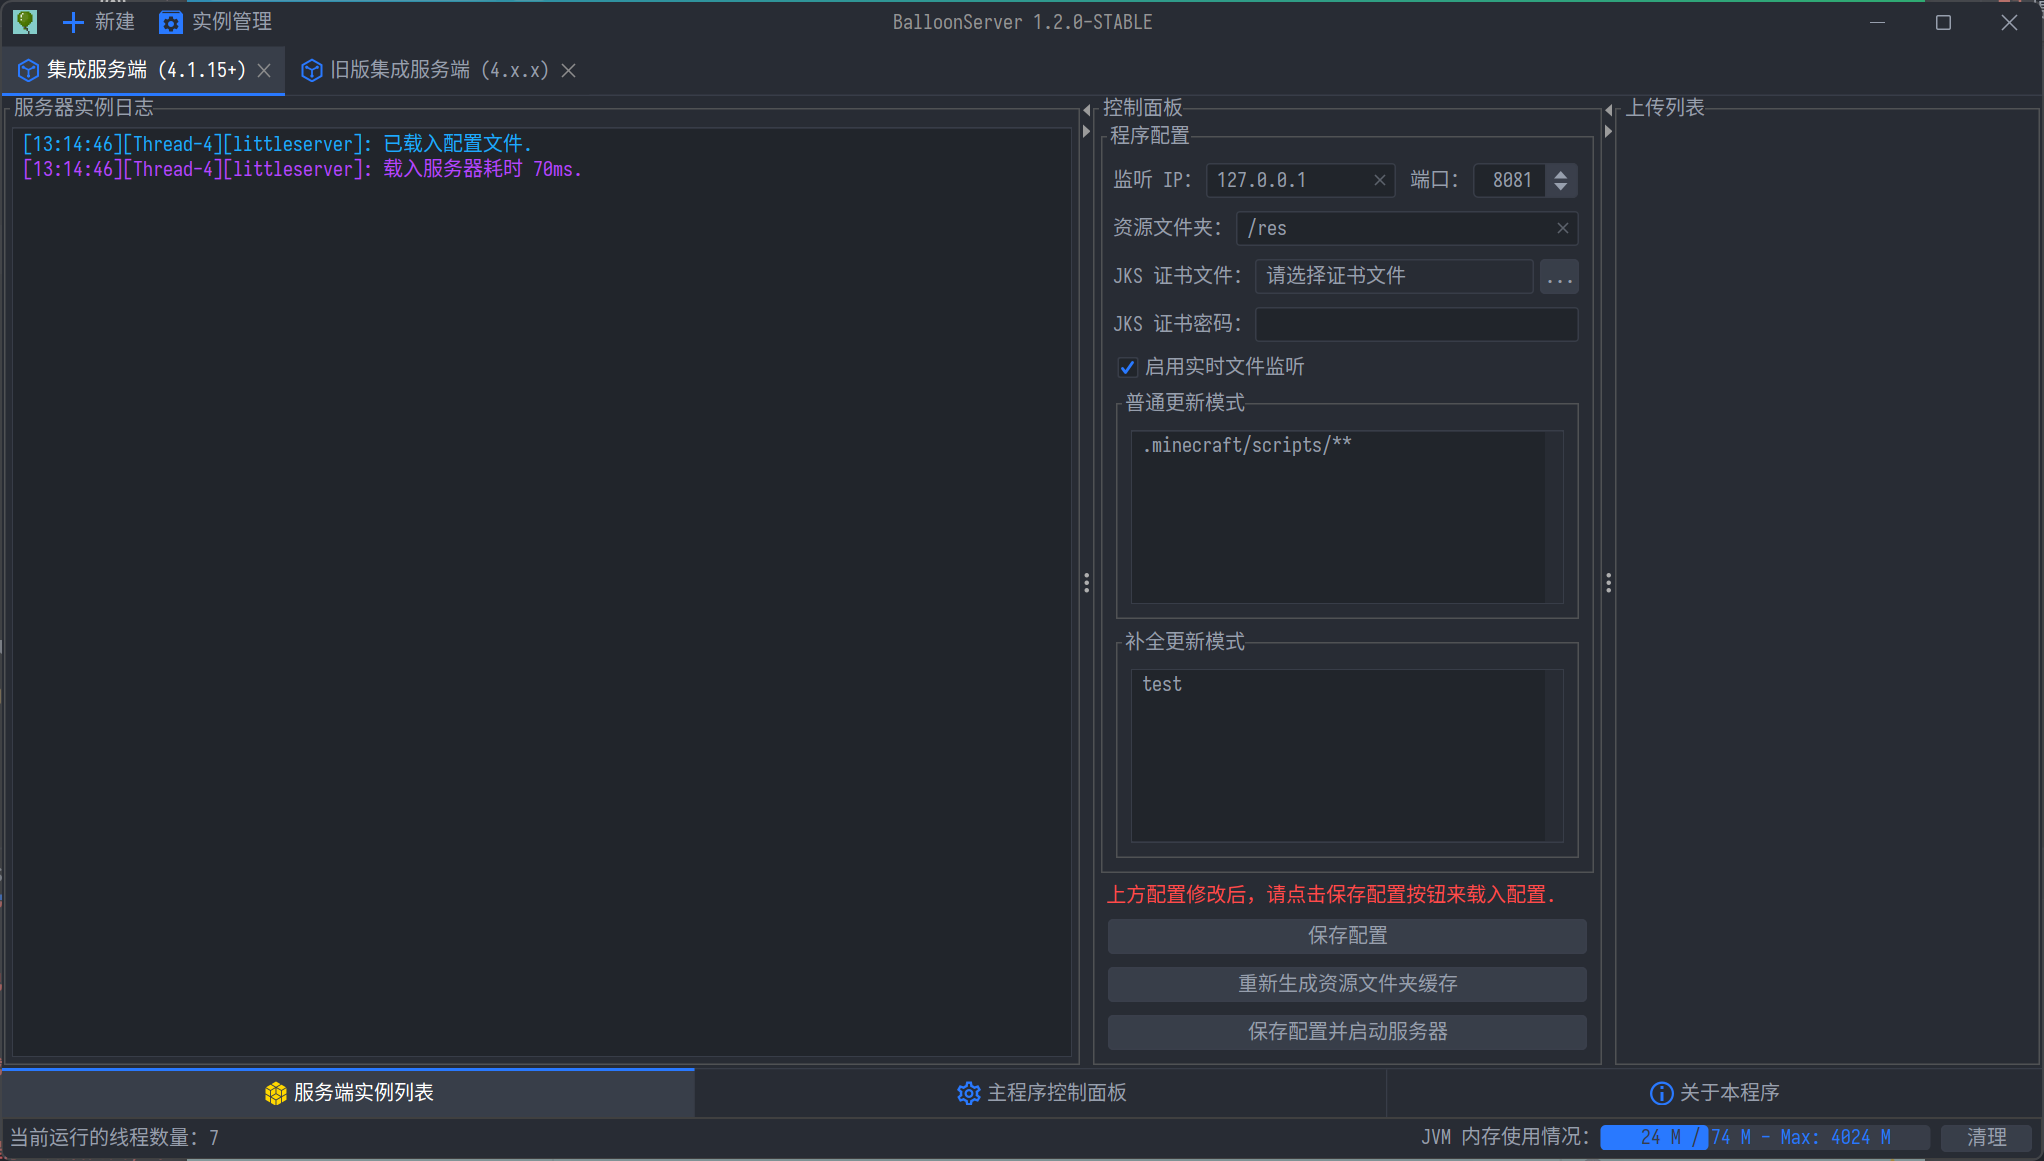 新建 实例管理 BalloonServer 1.2.0-STABLE
集成服务端 (4.1.15+) 旧版集成服务端 (4.x.x)
服务器实例日志
[13:14:46][Thread-4][littleserver]: 已载入配置文件.
[13:14:46][Thread-4][littleserver]: 载入服务器耗时 70ms.
控制面板
程序配置
监听 IP: 127.0.0.1 端口: 8081
资源文件夹: /res
JKS 证书文件: 请选择证书文件 ...
JKS 证书密码:
启用实时文件监听
普通更新模式
.minecraft/scripts/**
补全更新模式
test
上方配置修改后，请点击保存配置按钮来载入配置.
保存配置
重新生成资源文件夹缓存
保存配置并启动服务器
上传列表
服务端实例列表 主程序控制面板 关于本程序
当前运行的线程数量: 7 JVM 内存使用情况: 24 M / 74 M - Max: 4024 M 清理